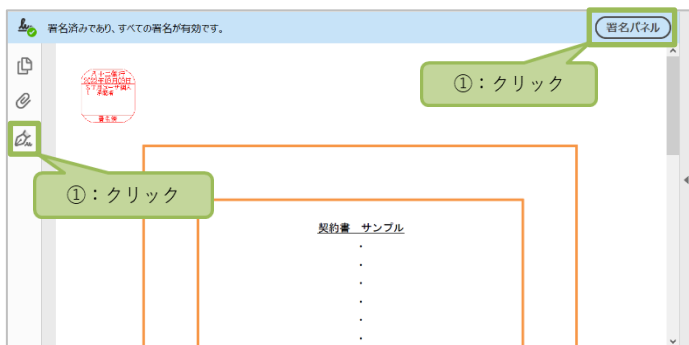 署名済みであり、すべての署名が有効です。
署名パネル
①：クリック
①：クリック
契約書　サンプル